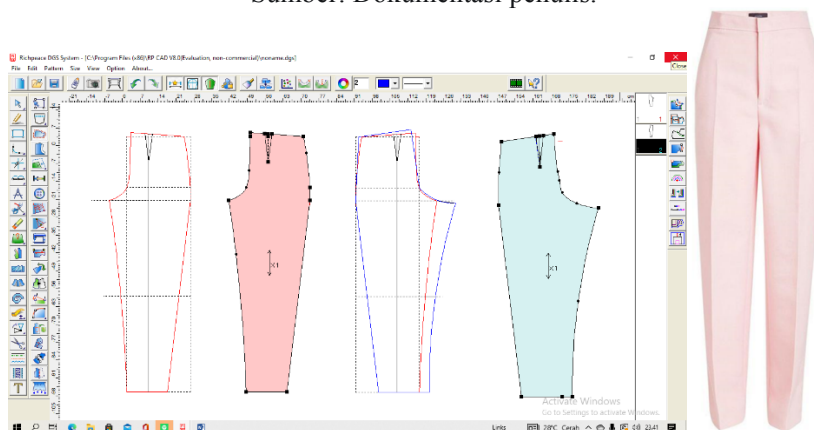 Sumber: Dokumentasi penulis.
Richpeace DGS System - [C:\Program Files (x86)\RP CAD V8.0(Evaluation, non-commercial)\noname.dgs]
Close
File Edit Pattern Size View Option About...
X1
X1
Activate Windows
Go to Settings to activate Windows.
Links
28°C Cerah
23.41